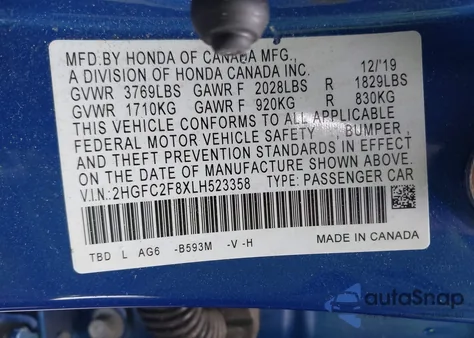 MFD.BY HONDA OF CANADA MFG.,
A DIVISION OF HONDA CANADA INC. 12/'19
GVWR 3769LBS GAWR F 2028LBS R 1829LBS
GVWR 1710KG GAWR F 920KG R 830KG
THIS VEHICLE CONFORMS TO ALL APPLICABLE
FEDERAL MOTOR VEHICLE SAFETY BUMPER,
AND THEFT PREVENTION STANDARDS IN EFFECT
ON THE DATE OF MANUFACTURE SHOWN ABOVE.
V.I.N.:2HGFC2F8XLH523358 TYPE: PASSENGER CAR
TBD L AG6 -B593M -V -H
MADE IN CANADA
autoSnap